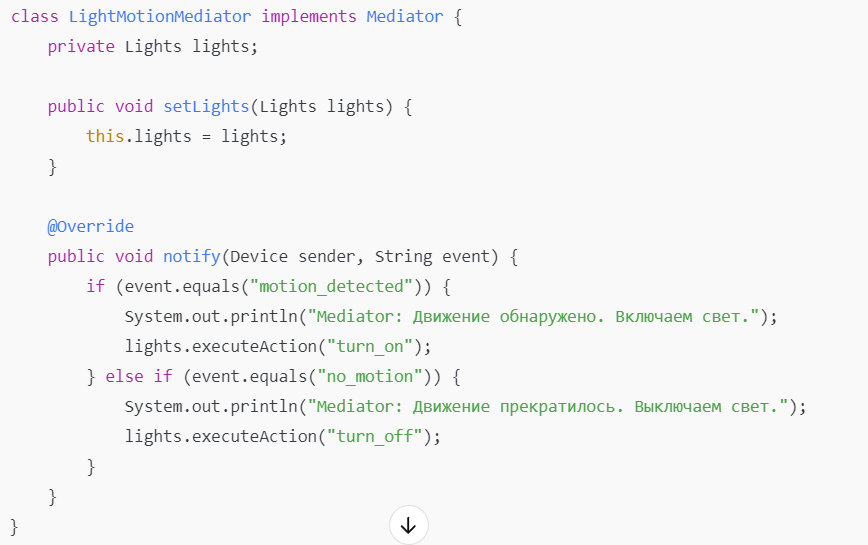 class LightMotionMediator implements Mediator {
    private Lights lights;

    public void setLights(Lights lights) {
        this.lights = lights;
    }

    @Override
    public void notify(Device sender, String event) {
        if (event.equals("motion_detected")) {
            System.out.println("Mediator: Движение обнаружено. Включаем свет.");
            lights.executeAction("turn_on");
        } else if (event.equals("no_motion")) {
            System.out.println("Mediator: Движение прекратилось. Выключаем свет.");
            lights.executeAction("turn_off");
        }
    }
}